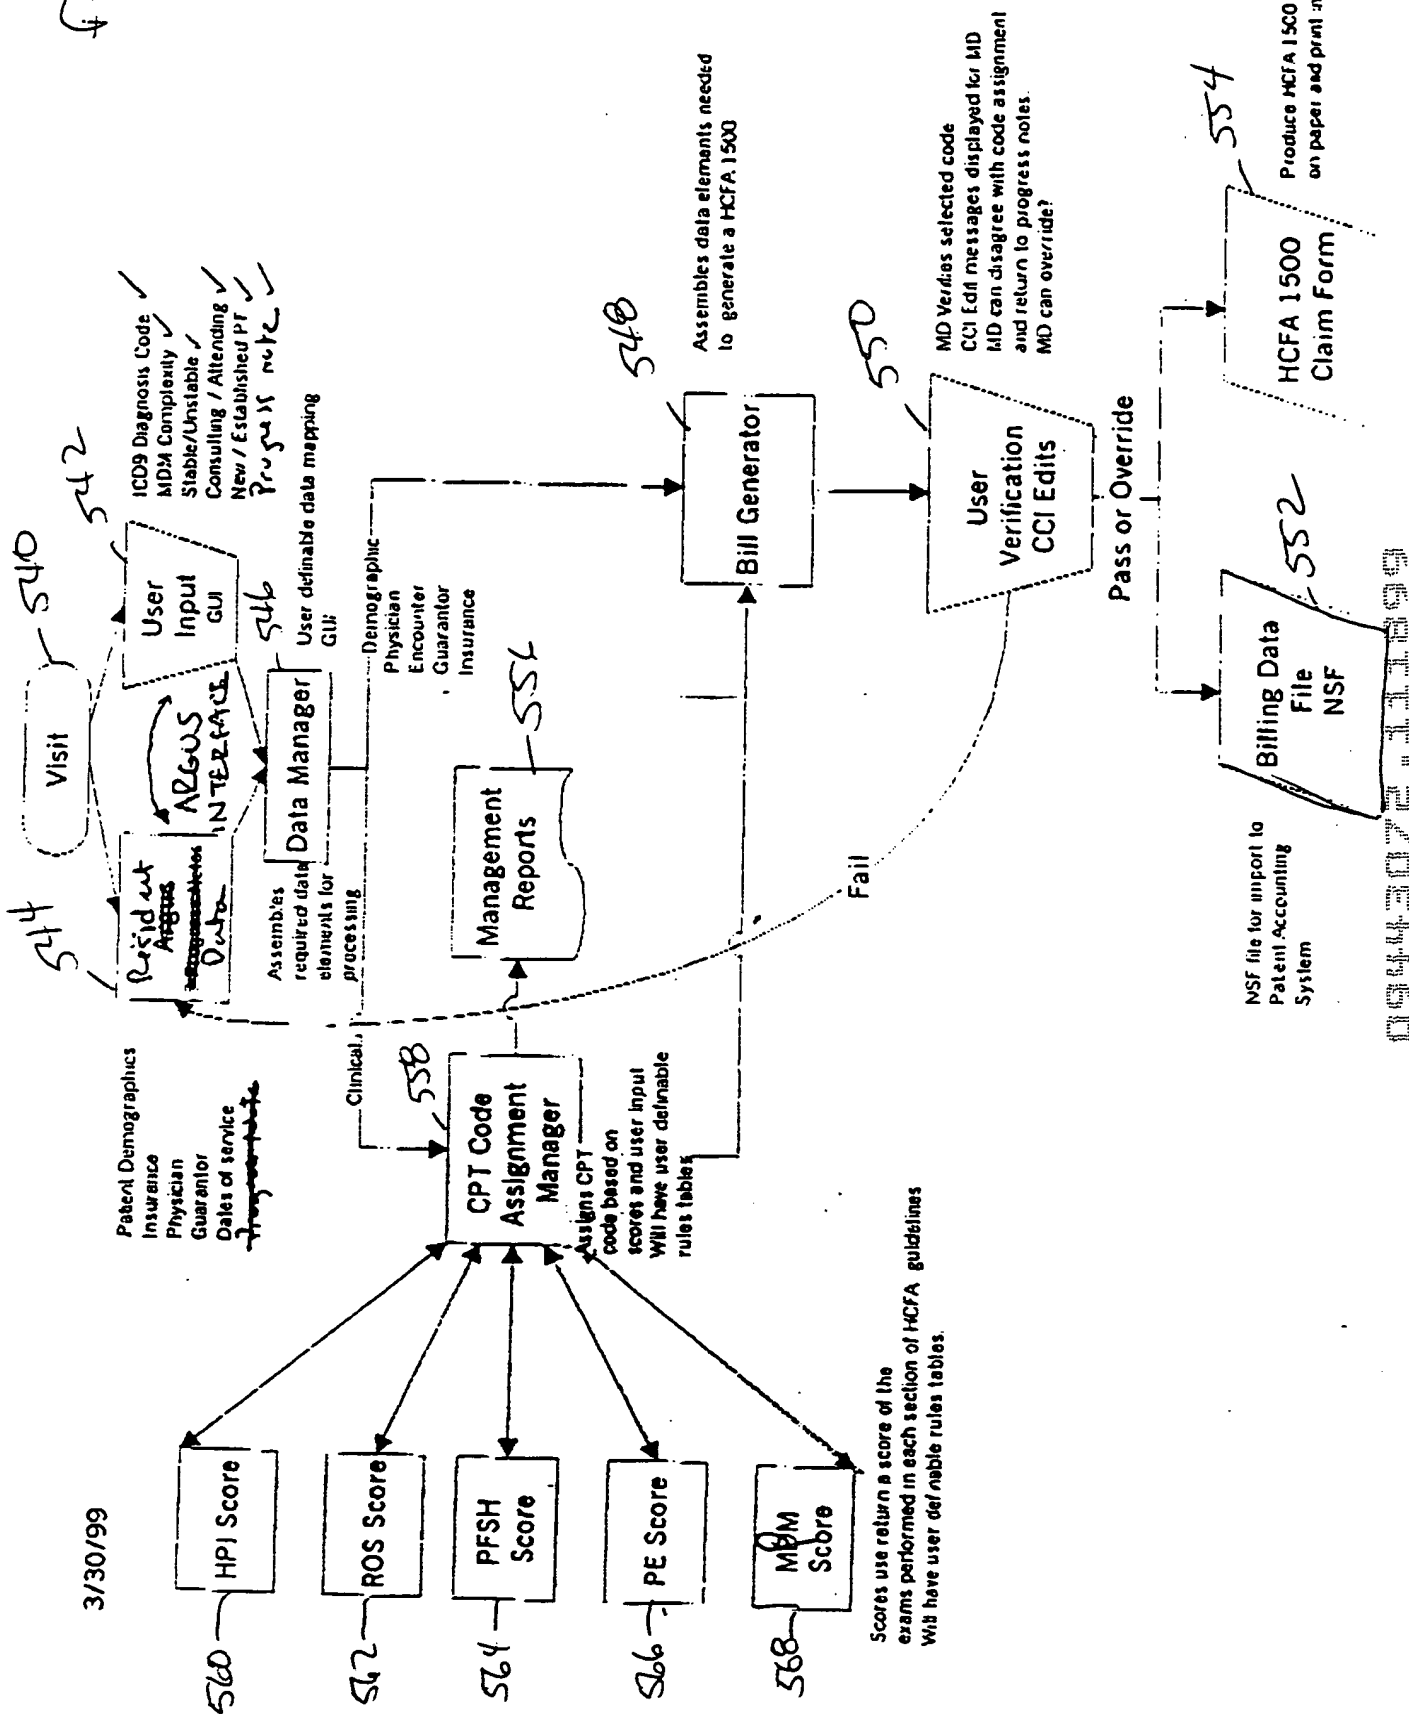 3/30/99
540
Visit
544
Resident
Argus
Data
ARGUS
INTERFACE
542
User
Input
GUI
ICD9 Diagnosis Code ✓
MDM Complexity ✓
Stable/Unstable ✓
Consulting / Attending ✓
New / Established PT ✓
Progress note ✓
Patient Demographics
Insurance
Physician
Guarantor
Dates of service
Progress Note
546
Data Manager
User definable data mapping
GUI
Assembles
required data
elements for
processing
Clinical
Demographic
Physician
Encounter
Guarantor
Insurance
558
CPT Code
Assignment
Manager
Assigns CPT
code based on
scores and user input
Will have user definable
rules tables
556
Management
Reports
548
Bill Generator
Assembles data elements needed
to generate a HCFA 1500
560
HPI Score
562
ROS Score
564
PFSH
Score
566
PE Score
568
MDM
Score
Scores use return a score of the
exams performed in each section of HCFA guidelines
Will have user definable rules tables.
550
User
Verification
CCI Edits
MD Verifies selected code
CCI Edit messages displayed for MD
MD can disagree with code assignment
and return to progress notes.
MD can override?
Fail
Pass or Override
552
Billing Data
File
NSF
NSF file for import to
Patent Accounting
System
554
HCFA 1500
Claim Form
Produce HCFA 1500
on paper and print